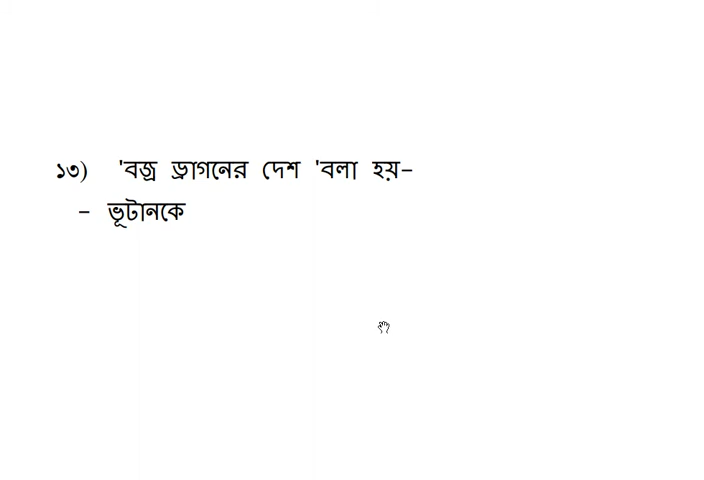 ১৩) 'বজ্র ড্রাগনের দেশ 'বলা হয়-
- ভূটানকে